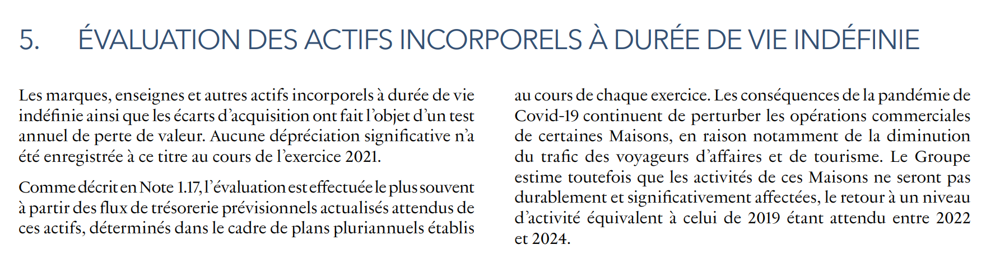 5. ÉVALUATION DES ACTIFS INCORPORELS À DURÉE DE VIE INDÉFINIE
Les marques, enseignes et autres actifs incorporels à durée de vie
indéfinie ainsi que les écarts d’acquisition ont fait l’objet d’un test
annuel de perte de valeur. Aucune dépréciation significative n’a
été enregistrée à ce titre au cours de l’exercice 2021.
Comme décrit en Note 1.17, l’évaluation est effectuée le plus souvent
à partir des flux de trésorerie prévisionnels actualisés attendus de
ces actifs, déterminés dans le cadre de plans pluriannuels établis
au cours de chaque exercice. Les conséquences de la pandémie de
Covid-19 continuent de perturber les opérations commerciales
de certaines Maisons, en raison notamment de la diminution
du trafic des voyageurs d’affaires et de tourisme. Le Groupe
estime toutefois que les activités de ces Maisons ne seront pas
durablement et significativement affectées, le retour à un niveau
d’activité équivalent à celui de 2019 étant attendu entre 2022
et 2024.